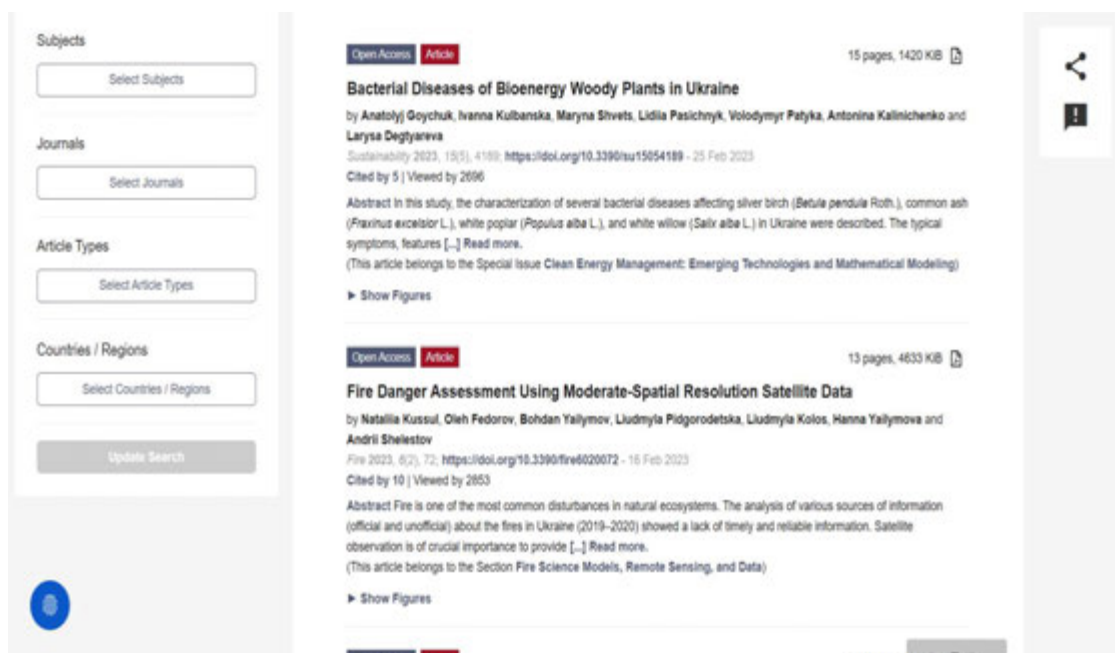 Subjects
Select Subjects
Journals
Select Journals
Article Types
Select Article Types
Countries / Regions
Select Countries / Regions
Update Search
Open Access Article
15 pages, 1420 KiB
Bacterial Diseases of Bioenergy Woody Plants in Ukraine
by Anatolyj Goychuk, Ivanna Kulbanska, Maryna Shvets, Lidiia Pasichnyk, Volodymyr Patyka, Antonina Kalinichenko and
Larysa Degtyareva
Sustainability 2023, 15(5), 4189; https://doi.org/10.3390/su15054189 - 25 Feb 2023
Cited by 5 | Viewed by 2696
Abstract In this study, the characterization of several bacterial diseases affecting silver birch (Betula pendula Roth.), common ash
(Fraxinus excelsior L.), white poplar (Populus alba L.), and white willow (Salix alba L.) in Ukraine were described. The typical
symptoms, features [...] Read more.
(This article belongs to the Special Issue Clean Energy Management: Emerging Technologies and Mathematical Modeling)
► Show Figures
Open Access Article
13 pages, 4633 KiB
Fire Danger Assessment Using Moderate-Spatial Resolution Satellite Data
by Nataliia Kussul, Oleh Fedorov, Bohdan Yailymov, Liudmyla Pidgorodetska, Liudmyla Kolos, Hanna Yailymova and
Andrii Shelestov
Fire 2023, 6(2), 72; https://doi.org/10.3390/fire6020072 - 16 Feb 2023
Cited by 10 | Viewed by 2853
Abstract Fire is one of the most common disturbances in natural ecosystems. The analysis of various sources of information
(official and unofficial) about the fires in Ukraine (2019–2020) showed a lack of timely and reliable information. Satellite
observation is of crucial importance to provide [...] Read more.
(This article belongs to the Section Fire Science Models, Remote Sensing, and Data)
► Show Figures